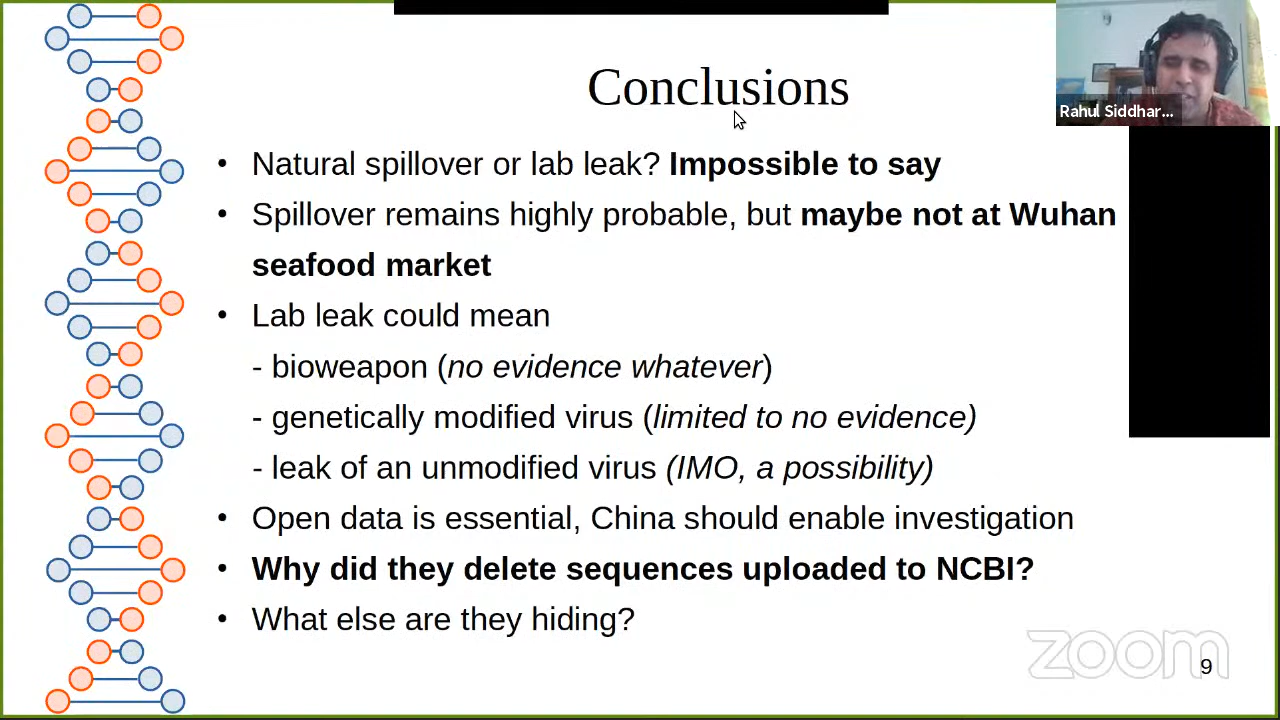 Conclusions
Rahul Siddhar...
• Natural spillover or lab leak? Impossible to say
• Spillover remains highly probable, but maybe not at Wuhan
seafood market
• Lab leak could mean
- bioweapon (no evidence whatever)
- genetically modified virus (limited to no evidence)
- leak of an unmodified virus (IMO, a possibility)
• Open data is essential, China should enable investigation
• Why did they delete sequences uploaded to NCBI?
• What else are they hiding?
zoom
9